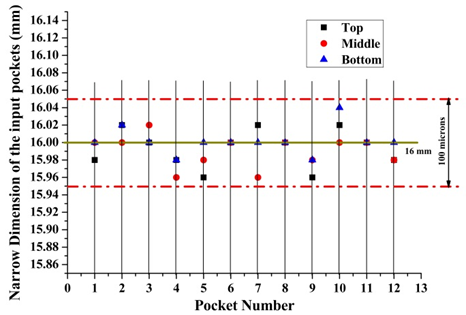 Narrow Dimension of the input pockets (mm)
16.14
16.12
16.10
16.08
16.06
16.04
16.02
16.00
15.98
15.96
15.94
15.92
15.90
15.88
15.86
Top
Middle
Bottom
16 mm
100 microns
0 1 2 3 4 5 6 7 8 9 10 11 12 13
Pocket Number